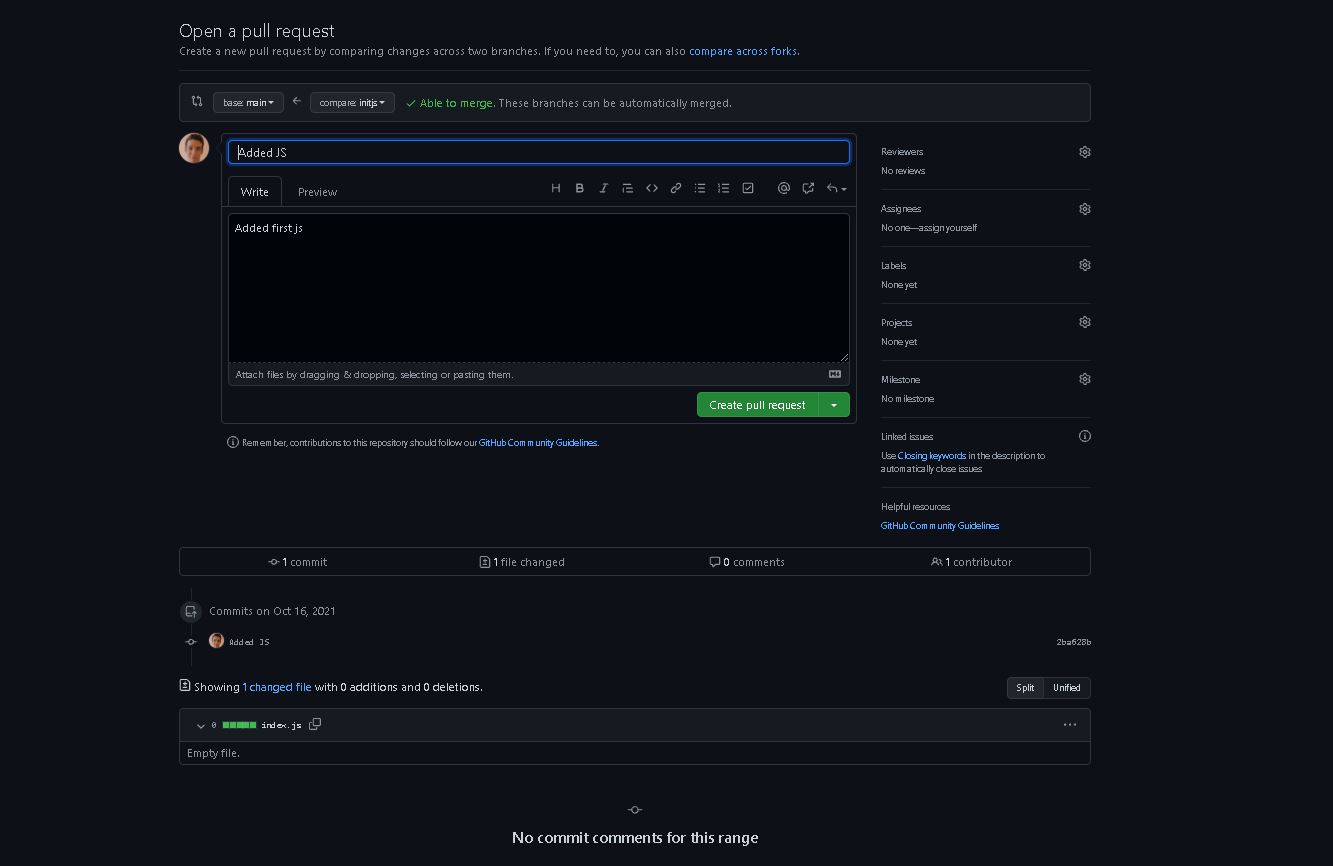 Open a pull request
Create a new pull request by comparing changes across two branches. If you need to, you can also compare across forks.
base: main
compare: initjs
Able to merge. These branches can be automatically merged.
Added JS
Write
Preview
Added first js
Attach files by dragging & dropping, selecting or pasting them.
Create pull request
Remember, contributions to this repository should follow our GitHub Community Guidelines.
Reviewers
No reviews
Assignees
No one—assign yourself
Labels
None yet
Projects
None yet
Milestone
No milestone
Linked issues
Use Closing keywords in the description to
automatically close issues
Helpful resources
GitHub Community Guidelines
1 commit
1 file changed
0 comments
1 contributor
Commits on Oct 16, 2021
Added JS
2ba628b
Showing 1 changed file with 0 additions and 0 deletions.
Split
Unified
0 index.js
Empty file.
No commit comments for this range